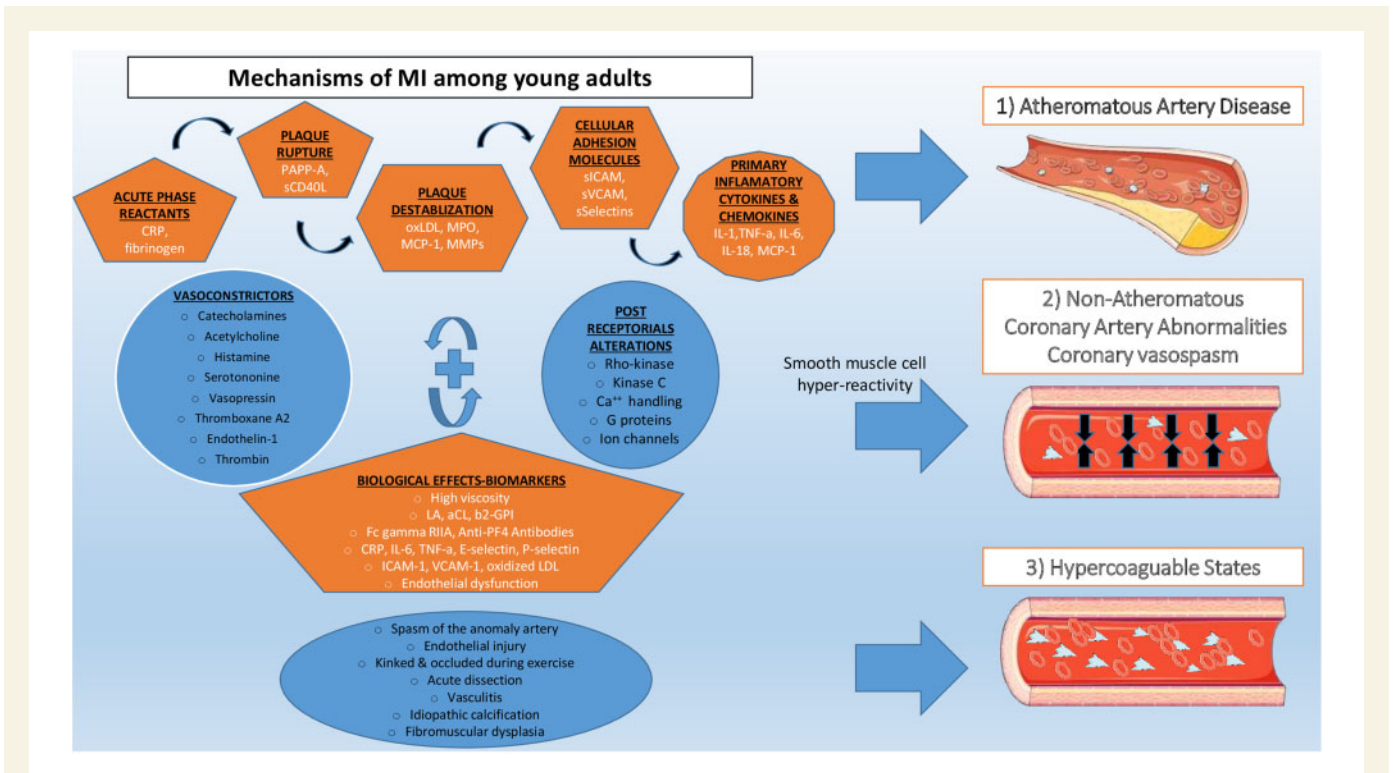 Mechanisms of MI among young adults
ACUTE PHASE
REACTANTS
CRP,
fibrinogen
PLAQUE
RUPTURE
PAPP-A,
sCD40L
PLAQUE
DESTABLIZATION
oxLDL, MPO,
MCP-1, MMPs
CELLULAR
ADHESION
MOLECULES
sICAM,
sVCAM,
sSelectins
PRIMARY
INFLAMATORY
CYTOKINES &
CHEMOKINES
IL-1,TNF-a, IL-6,
IL-18, MCP-1
1) Atheromatous Artery Disease
VASOCONSTRICTORS
○ Catecholamines
○ Acetylcholine
○ Histamine
○ Serotononine
○ Vasopressin
○ Thromboxane A2
○ Endothelin-1
○ Thrombin
POST
RECEPTORIALS
ALTERATIONS
○ Rho-kinase
○ Kinase C
○ Ca⁺⁺ handling
○ G proteins
○ Ion channels
Smooth muscle cell
hyper-reactivity
2) Non-Atheromatous
Coronary Artery Abnormalities
Coronary vasospasm
BIOLOGICAL EFFECTS-BIOMARKERS
○ High viscosity
○ LA, aCL, b2-GPI
○ Fc gamma RIIA, Anti-PF4 Antibodies
○ CRP, IL-6, TNF-a, E-selectin, P-selectin
○ ICAM-1, VCAM-1, oxidized LDL
○ Endothelial dysfunction
○ Spasm of the anomaly artery
○ Endothelial injury
○ Kinked & occluded during exercise
○ Acute dissection
○ Vasculitis
○ Idiopathic calcification
○ Fibromuscular dysplasia
3) Hypercoaguable States